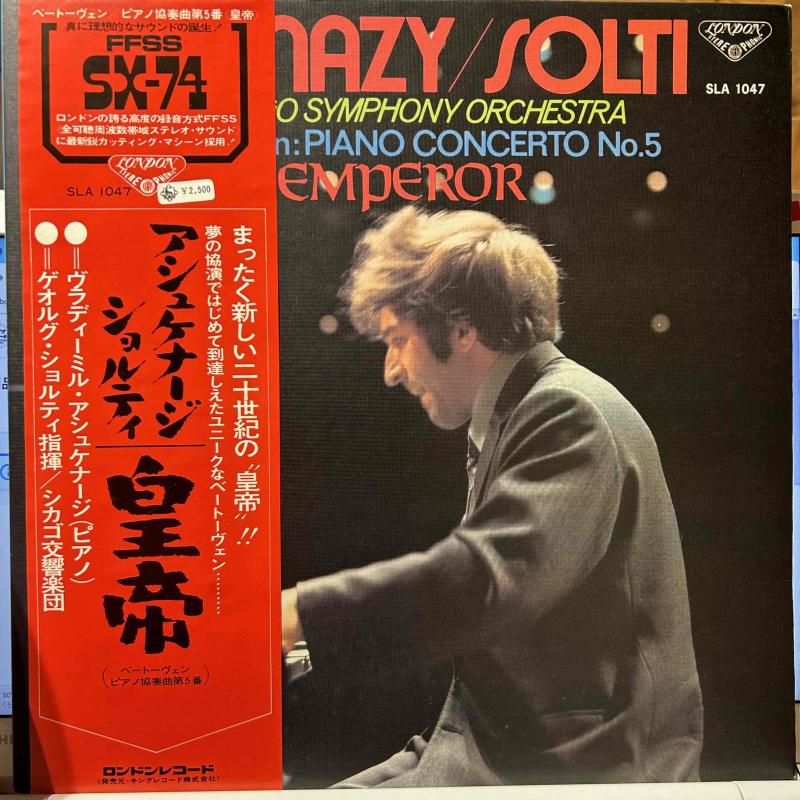 ベートーヴェン/ピアノ協奏曲第5番〈皇帝〉
真に理想的なサウンドの誕生!
FFSS
SX-74
ロンドンの誇る高度の録音方式FFSS
(全可聴周波数帯域ステレオ・サウンド)
に最新鋭カッティング・マシーン採用!
LONDON
STEREO PHONIC
SLA 1047
¥2,500
まったく新しい二十世紀の“皇帝”!!
夢の協演ではじめて到達しえたユニークなベートーヴェン………
アシュケナージ
ショルティ
皇帝
(ベートーヴェン
ピアノ協奏曲第5番)
●=ヴラディーミル・アシュケナージ(ピアノ)
●=ゲオルグ・ショルティ指揮/シカゴ交響楽団
ロンドンレコード
〈発売元・キングレコード株式会社〉
NAZY/SOLTI
LONDON
STEREO PHONIC
SLA 1047
GO SYMPHONY ORCHESTRA
n: PIANO CONCERTO No.5
EMPEROR